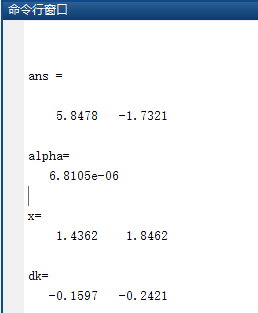 命令行窗口
ans =
5.8478 -1.7321
alpha=
6.8105e-06
x=
1.4362 1.8462
dk=
-0.1597 -0.2421